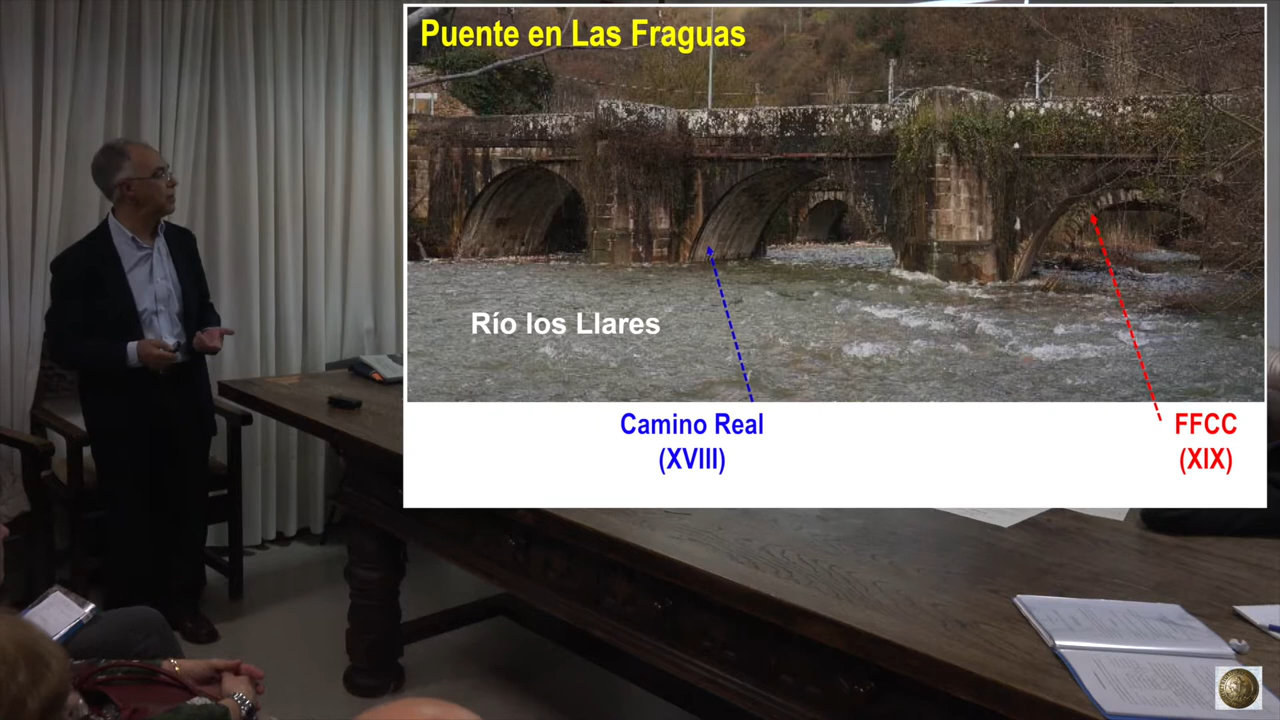 Puente en Las Fraguas
Río los Llares
Camino Real
(XVIII)
FFCC
(XIX)